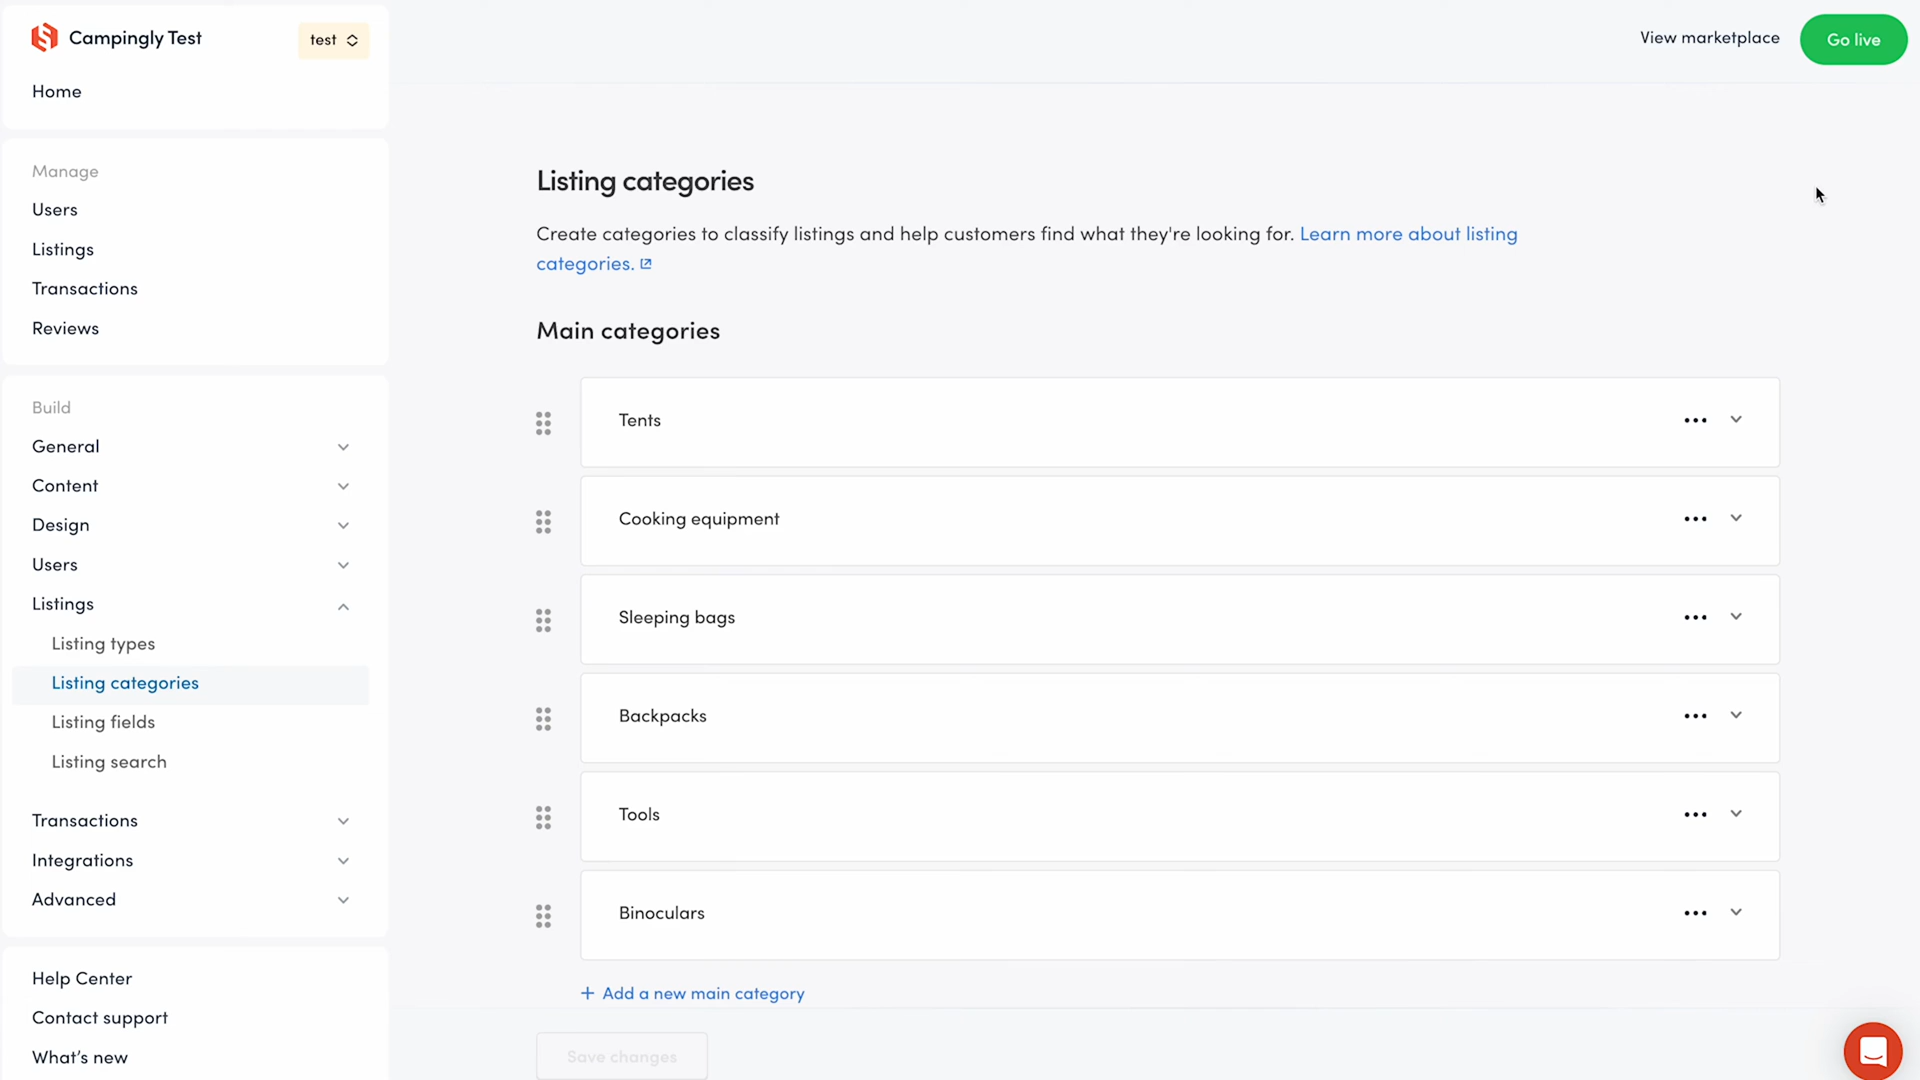 Campingly Test
test
View marketplace
Go live
Home
Manage
Users
Listings
Transactions
Reviews
Build
General
Content
Design
Users
Listings
Listing types
Listing categories
Listing fields
Listing search
Transactions
Integrations
Advanced
Help Center
Contact support
What's new
Listing categories
Create categories to classify listings and help customers find what they're looking for. Learn more about listing
categories.
Main categories
Tents
Cooking equipment
Sleeping bags
Backpacks
Tools
Binoculars
+ Add a new main category
Save changes